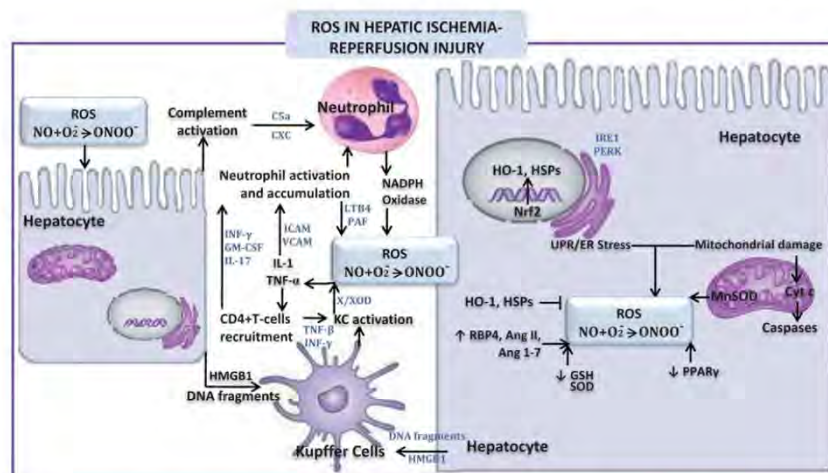 ROS IN HEPATIC ISCHEMIA-
REPERFUSION INJURY
ROS
NO+O₂⁻→ONOO⁻
Hepatocyte
Complement
activation
C5a
CXC
Neutrophil
Neutrophil activation
and accumulation
NADPH
Oxidase
LTB4
PAF
INF-γ
GM-CSF
IL-17
ICAM
VCAM
IL-1
TNF-α
ROS
NO+O₂⁻→ONOO⁻
X/XOD
CD4+T-cells
recruitment
TNF-β
INF-γ
KC activation
HMGB1
DNA fragments
Kupffer Cells
DNA fragments
HMGB1
Hepatocyte
Hepatocyte
IRE1
PERK
HO-1, HSPs
Nrf2
UPR/ER Stress
Mitochondrial damage
MnSOD
Cyt c
Caspases
HO-1, HSPs
ROS
NO+O₂⁻→ONOO⁻
↑ RBP4, Ang II,
Ang 1-7
↓ GSH
SOD
↓ PPARγ